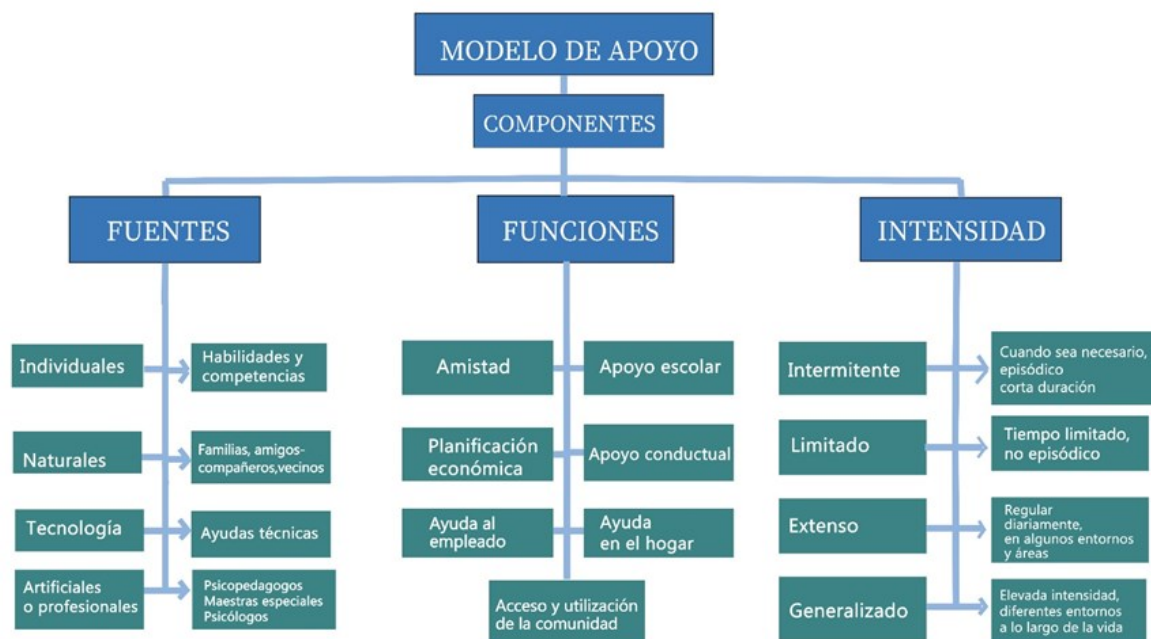 MODELO DE APOYO
COMPONENTES
FUENTES
Individuales
Habilidades y
competencias
Naturales
Familias, amigos-
compañeros,vecinos
Tecnología
Ayudas técnicas
Artificiales
o profesionales
Psicopedagogos
Maestras especiales
Psicólogos
FUNCIONES
Amistad
Apoyo escolar
Planificación
económica
Apoyo conductual
Ayuda al
empleado
Ayuda
en el hogar
Acceso y utilización
de la comunidad
INTENSIDAD
Intermitente
Cuando sea necesario,
episódico
corta duración
Limitado
Tiempo limitado,
no episódico
Extenso
Regular
diariamente,
en algunos entornos
y áreas
Generalizado
Elevada intensidad,
diferentes entornos
a lo largo de la vida